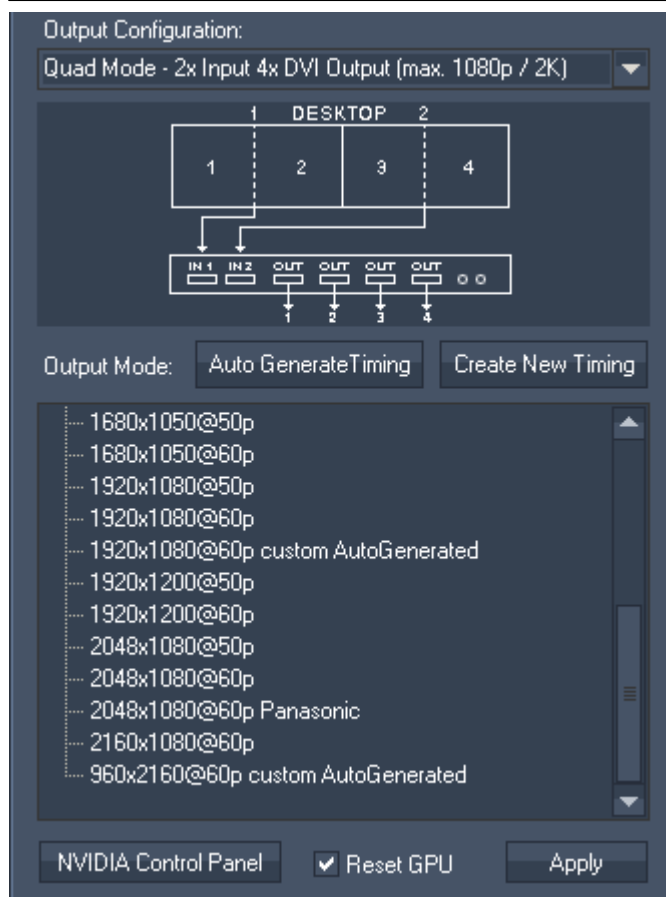 Output Configuration:
Quad Mode - 2x Input 4x DVI Output (max. 1080p / 2K)
1 DESKTOP 2
1 2 3 4
IN 1 IN 2 OUT OUT OUT OUT
1 2 3 4
Output Mode: Auto GenerateTiming Create New Timing
1680x1050@50p
1680x1050@60p
1920x1080@50p
1920x1080@60p
1920x1080@60p custom AutoGenerated
1920x1200@50p
1920x1200@60p
2048x1080@50p
2048x1080@60p
2048x1080@60p Panasonic
2160x1080@60p
960x2160@60p custom AutoGenerated
NVIDIA Control Panel Reset GPU Apply